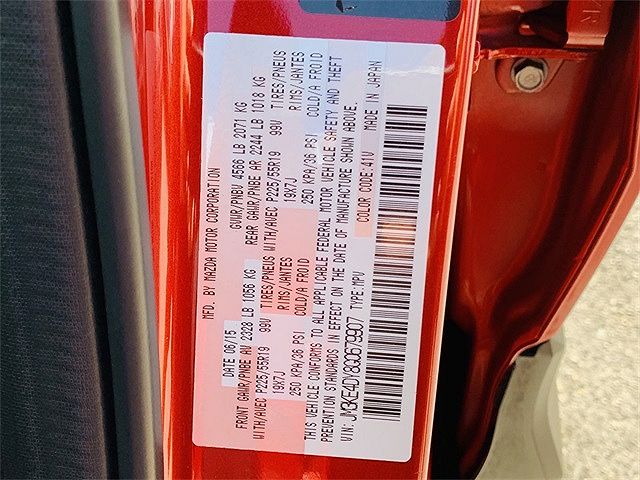 MFD. BY MAZDA MOTOR CORPORATION
DATE 06/15 GVWR/PNBV 4566 LB 2071 KG
FRONT GAWR/PNBE AV 2328 LB 1056 KG REAR GAWR/PNBE AR 2244 LB 1018 KG
WITH/AVEC P225/55R19 99V TIRES/PNEUS WITH/AVEC P225/55R19 99V TIRES/PNEUS
19X7J RIMS/JANTES 19X7J RIMS/JANTES
250 KPA/36 PSI COLD/A FROID 250 KPA/36 PSI COLD/A FROID
THIS VEHICLE CONFORMS TO ALL APPLICABLE FEDERAL MOTOR VEHICLE SAFETY AND THEFT
PREVENTION STANDARDS IN EFFECT ON THE DATE OF MANUFACTURE SHOWN ABOVE.
VIN: JM3KE4DY8G0679907 TYPE:MPV COLOR CODE:41V MADE IN JAPAN